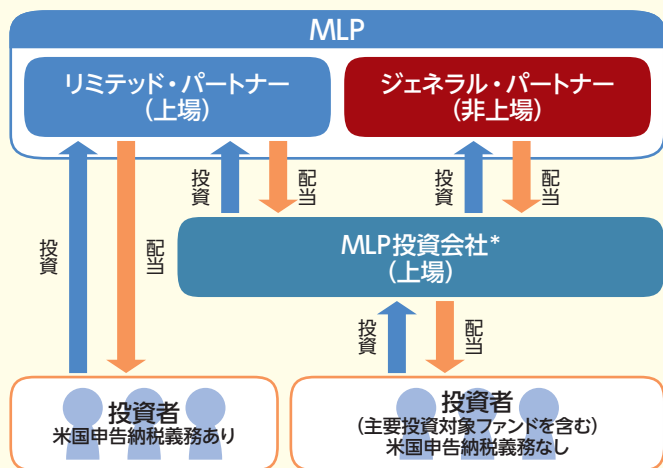 MLP
リミテッド・パートナー
(上場)
ジェネラル・パートナー
(非上場)
投資
配当
投資
配当
投資
配当
MLP投資会社*
(上場)
投資
配当
投資者
米国申告納税義務あり
投資者
(主要投資対象ファンドを含む)
米国申告納税義務なし